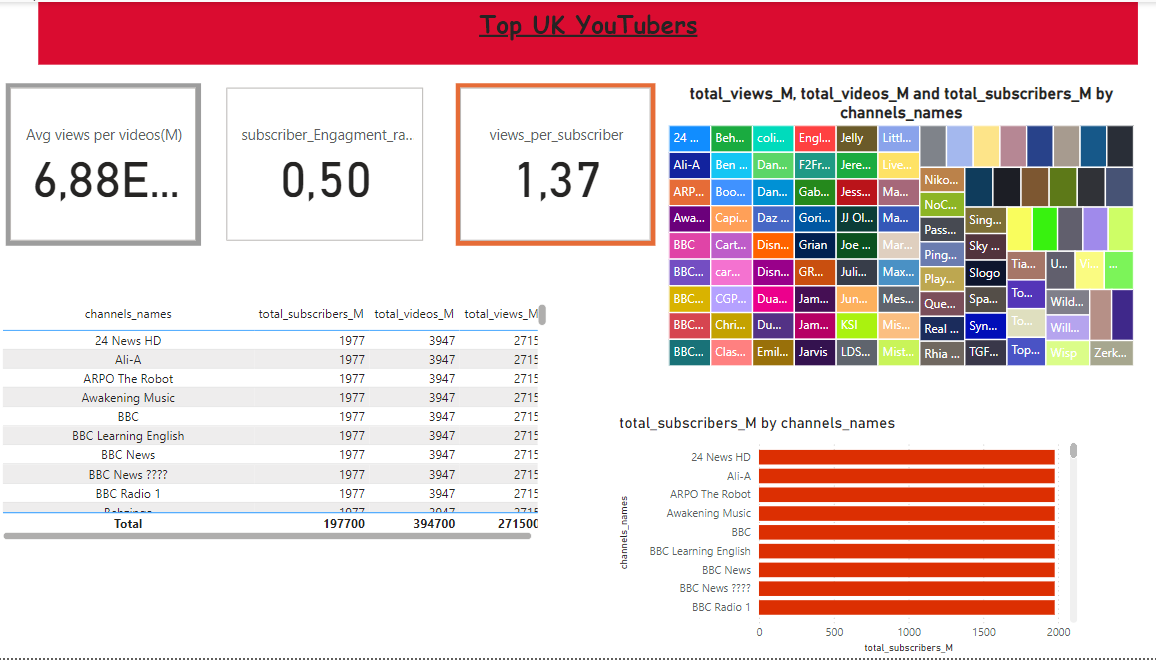 Top UK YouTubers
Avg views per videos(M)
6,88E...
subscriber_Engagment_ra..
0,50
views_per_subscriber
1,37
total_views_M, total_videos_M and total_subscribers_M by
channels_names
24 ... Beh... coli... Engl... Jelly Littl...
Ali-A Ben ... Dan... F2Fr... Jere... Live...
ARP... Boo... Dan... Gab... Jess... Ma... Niko...
Awa... Capi... Daz ... Gori... JJ Ol... Ma... NoC... Sing...
BBC Cart... Disn... Grian Joe ... Mar... Pass... Sky ...
BBC... car... Disn... GR... Juli... Max... Ping... Slogo Tia... U... Vi... ...
BBC... CGP... Dua... Jam... Jun... Mes... Play... Spa... To... Wild...
BBC... Chri... Du... Jam... KSI Mis... Que... Syn... To... Will...
BBC... Clas... Emil... Jarvis LDS... Mist... Real ... TGF... Top... Wisp Zerk...
Rhia ...
channels_names total_subscribers_M total_videos_M total_views_M
24 News HD 1977 3947 2715
Ali-A 1977 3947 2715
ARPO The Robot 1977 3947 2715
Awakening Music 1977 3947 2715
BBC 1977 3947 2715
BBC Learning English 1977 3947 2715
BBC News 1977 3947 2715
BBC News ???? 1977 3947 2715
BBC Radio 1 1977 3947 2715
Total 197700 394700 271500
total_subscribers_M by channels_names
channels_names
24 News HD
Ali-A
ARPO The Robot
Awakening Music
BBC
BBC Learning English
BBC News
BBC News ????
BBC Radio 1
0 500 1000 1500 2000
total_subscribers_M